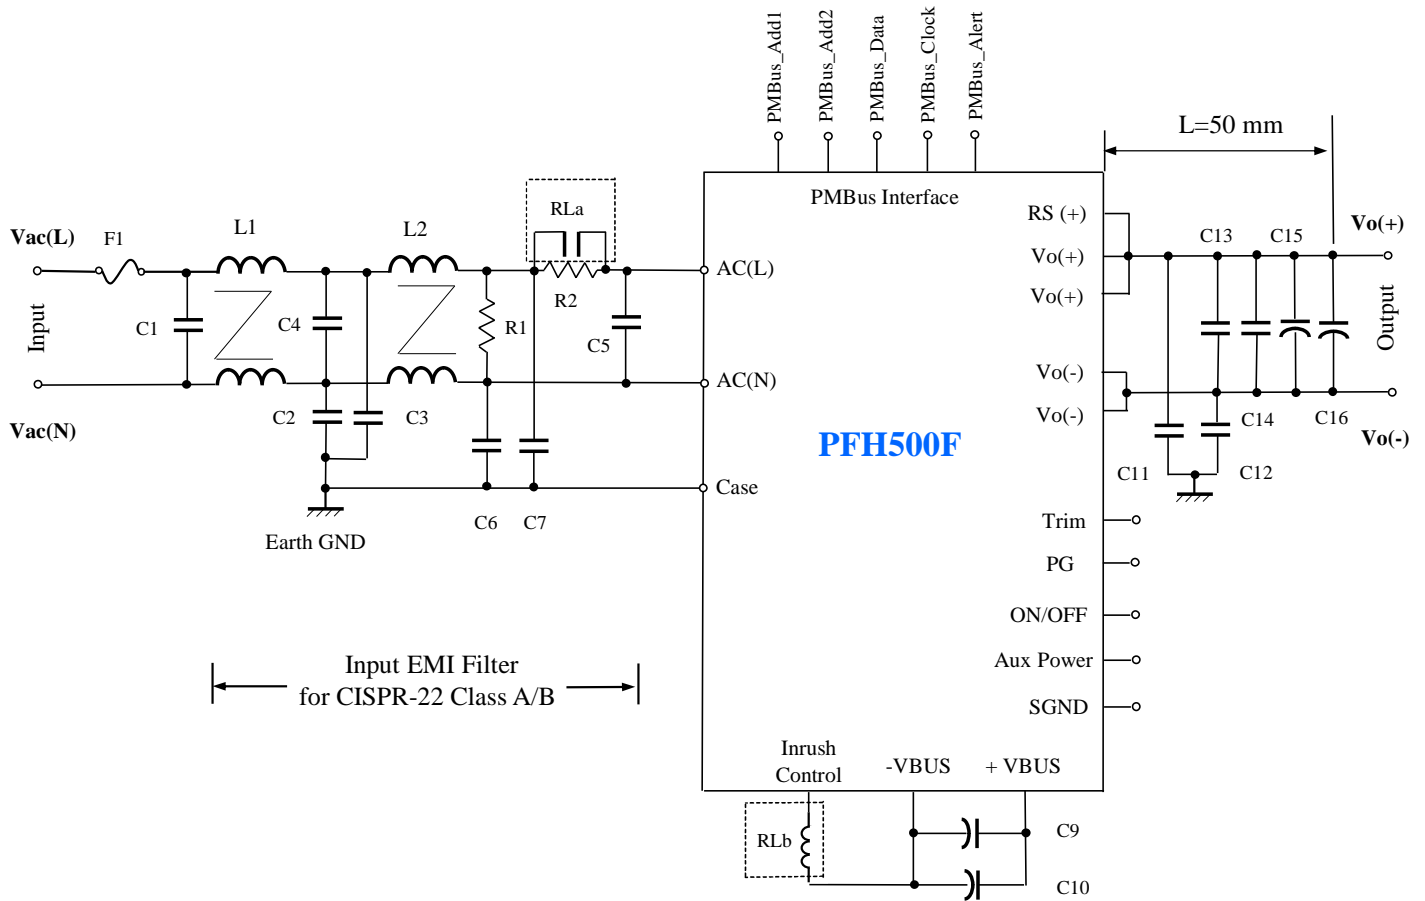 PMBus_Add1
PMBus_Add2
PMBus_Data
PMBus_Clock
PMBus_Alert
L=50 mm
PMBus Interface
RLa
RS (+)
Vac(L)
F1
L1
L2
C13
C15
Vo(+)
Vo(+)
AC(L)
R2
Vo(+)
Input
C1
C4
R1
C5
Output
AC(N)
Vo(-)
C2
C3
Vo(-)
C14
C16
Vac(N)
PFH500F
Vo(-)
C11
C12
Case
C6
C7
Trim
Earth GND
PG
ON/OFF
Input EMI Filter
for CISPR-22 Class A/B
Aux Power
SGND
Inrush
Control
-VBUS
+ VBUS
RLb
C9
C10